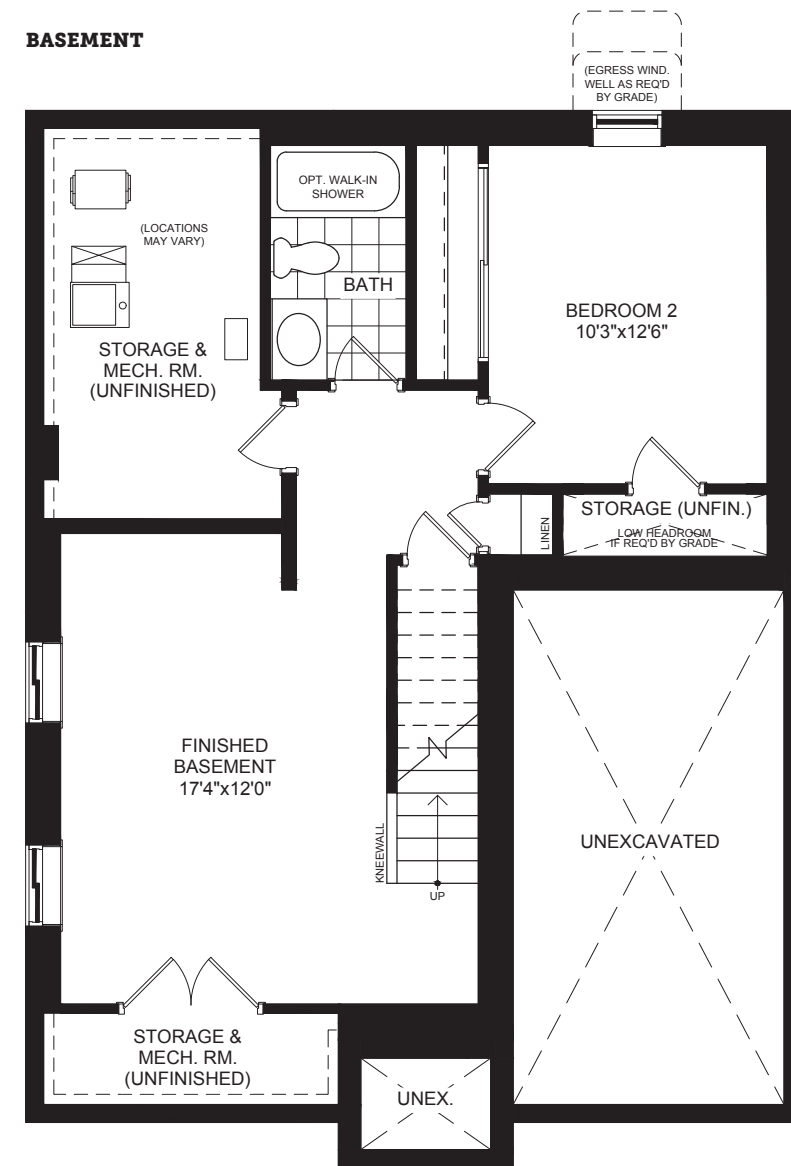 BASEMENT
(EGRESS WIND.
WELL AS REQ'D
BY GRADE)
OPT. WALK-IN
SHOWER
(LOCATIONS
MAY VARY)
BATH
BEDROOM 2
10'3"x12'6"
STORAGE &
MECH. RM.
(UNFINISHED)
STORAGE (UNFIN.)
LOW HEADROOM
IF REQ'D BY GRADE
LINEN
FINISHED
BASEMENT
17'4"x12'0"
KNEEWALL
UP
UNEXCAVATED
STORAGE &
MECH. RM.
(UNFINISHED)
UNEX.